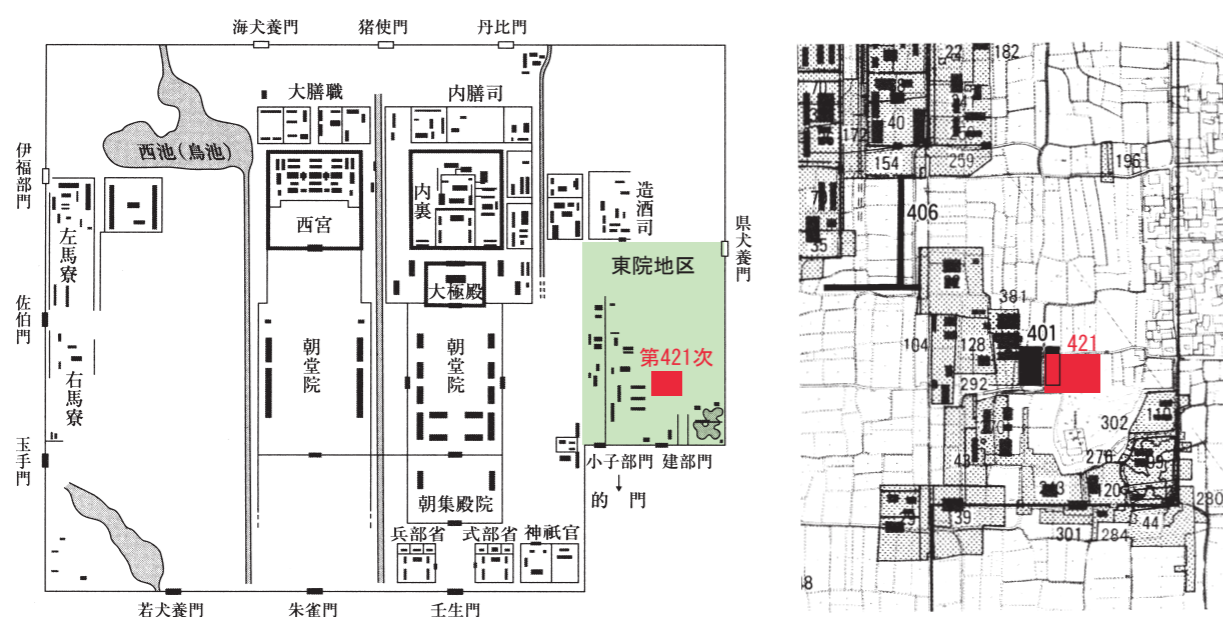 海犬養門
猪使門
丹比門
大膳職
内膳司
西池(鳥池)
伊福部門
内裏
造酒司
西宮
県犬養門
左馬寮
東院地区
大極殿
佐伯門
朝堂院
朝堂院
第421次
右馬寮
玉手門
小子部門
建部門
的門
朝集殿院
兵部省
式部省
神祇官
若犬養門
朱雀門
壬生門
22
182
70
40
172
154
259
196
406
35
381
401
421
104
128
292
302
110
270
43
276
243
120
280
39
301
284
44